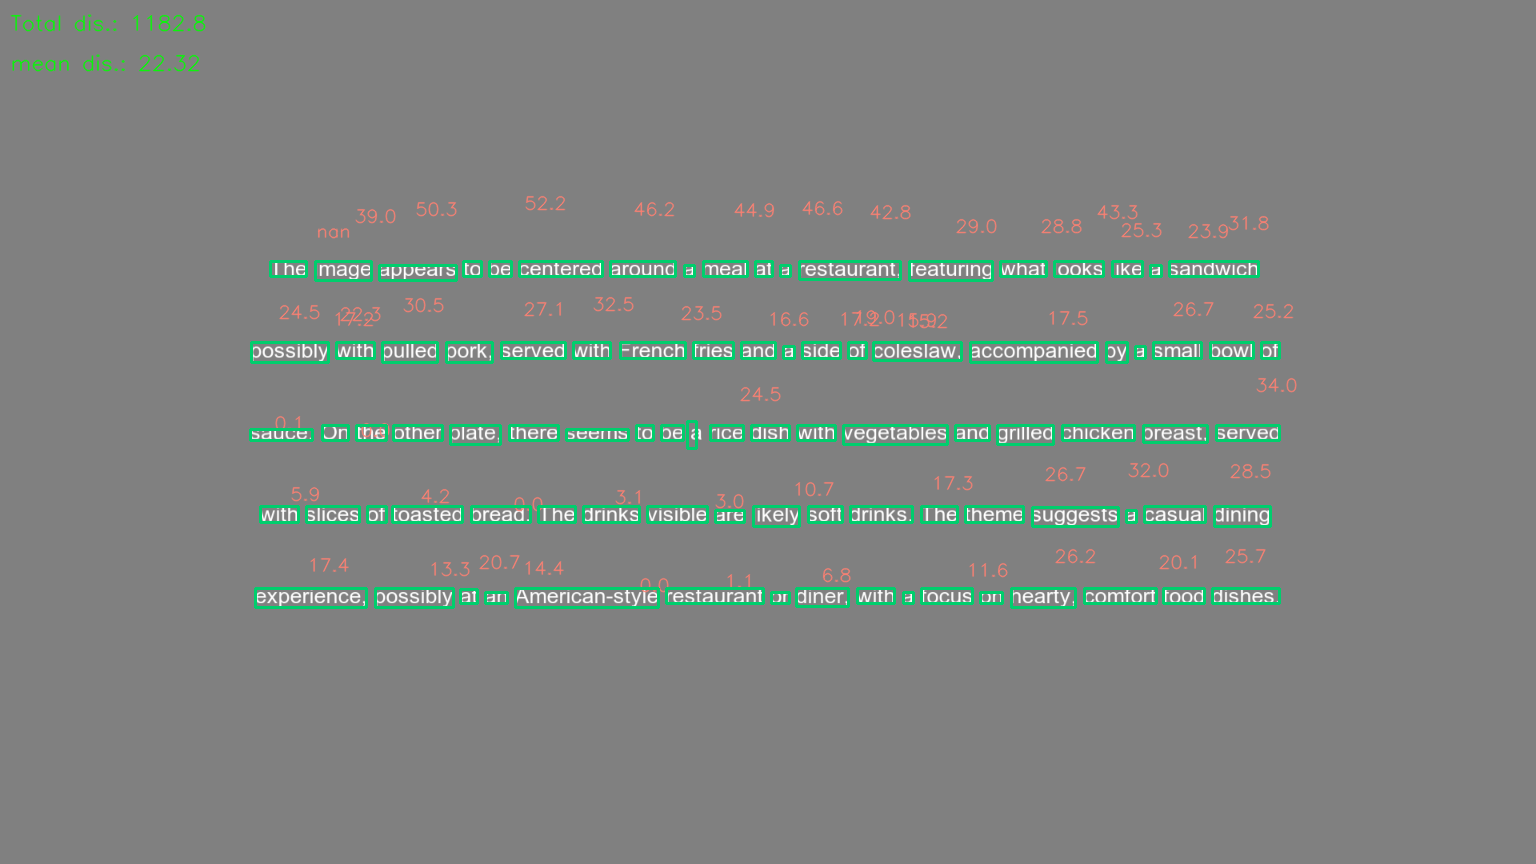 Total dis.: 1182.8
mean dis.: 22.32
nan 39.0 50.3 52.2 46.2 44.9 46.6 42.8 29.0 28.8 43.3 25.3 23.9 31.8
The mage appears to be centered around a meal at a restaurant, featuring what ooks ike a sandwich
24.5 17.2 22.3 30.5 27.1 32.5 23.5 16.6 17.2 19.0 17.5 26.7 25.2
possibly with pulled pork, served with French fries and a side of coleslaw, accompanied by a small bowl of
0.1 24.5 34.0
sauce. On the other plate, there seems to be a rice dish with vegetables and grilled chicken breast, served
5.9 4.2 0.0 3.1 3.0 10.7 17.3 26.7 32.0 28.5
with slices of toasted bread. The drinks visible are likely soft drinks. The theme suggests a casual dining
17.4 13.3 20.7 14.4 0.0 1.1 6.8 11.6 26.2 20.1 25.7
experience, possibly at an American-style restaurant or diner, with a focus on hearty, comfort food dishes.